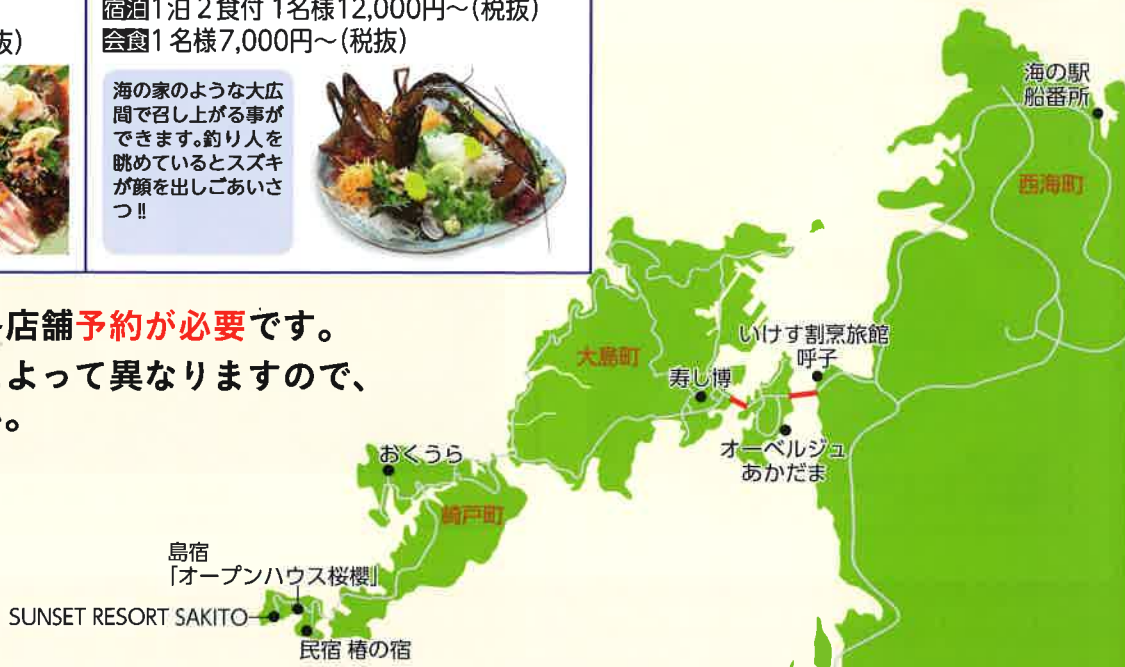 宿泊1泊2食付 1名様12,000円〜(税抜)
抜)
会食1名様7,000円〜(税抜)
海の家のような大広
間で召し上がる事が
できます。釣り人を
眺めているとスズキ
が顔を出しごあいさ
つ!!
店舗予約が必要です。
よって異なりますので、
。
海の駅
船番所
西海町
いけす割烹旅館
呼子
大島町
寿し博
オーベルジュ
あかだま
おくうら
崎戸町
島宿
「オープンハウス桜櫻」
SUNSET RESORT SAKITO
民宿 椿の宿